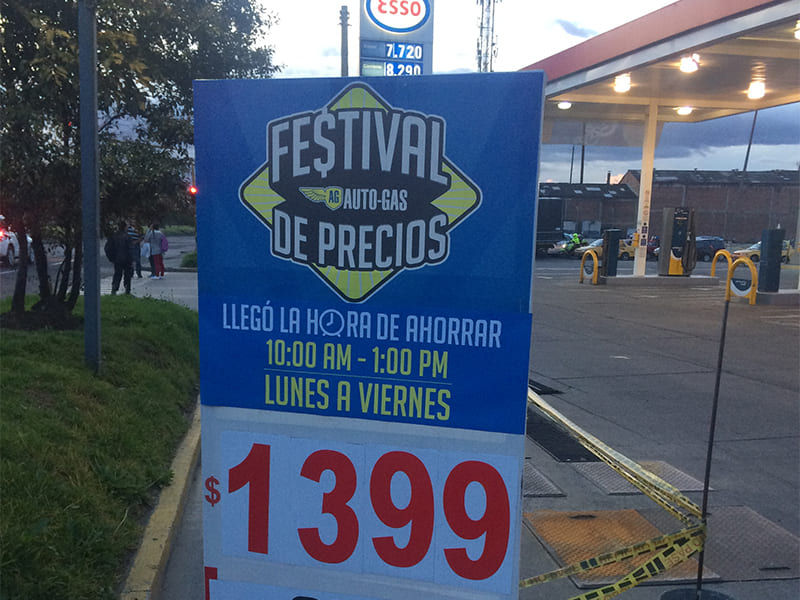 ESSO
7.720
8.290
FE$TIVAL
AG AUTO-GAS
DE PRECIOS
LLEGÓ LA HORA DE AHORRAR
10:00 AM - 1:00 PM
LUNES A VIERNES
$1399